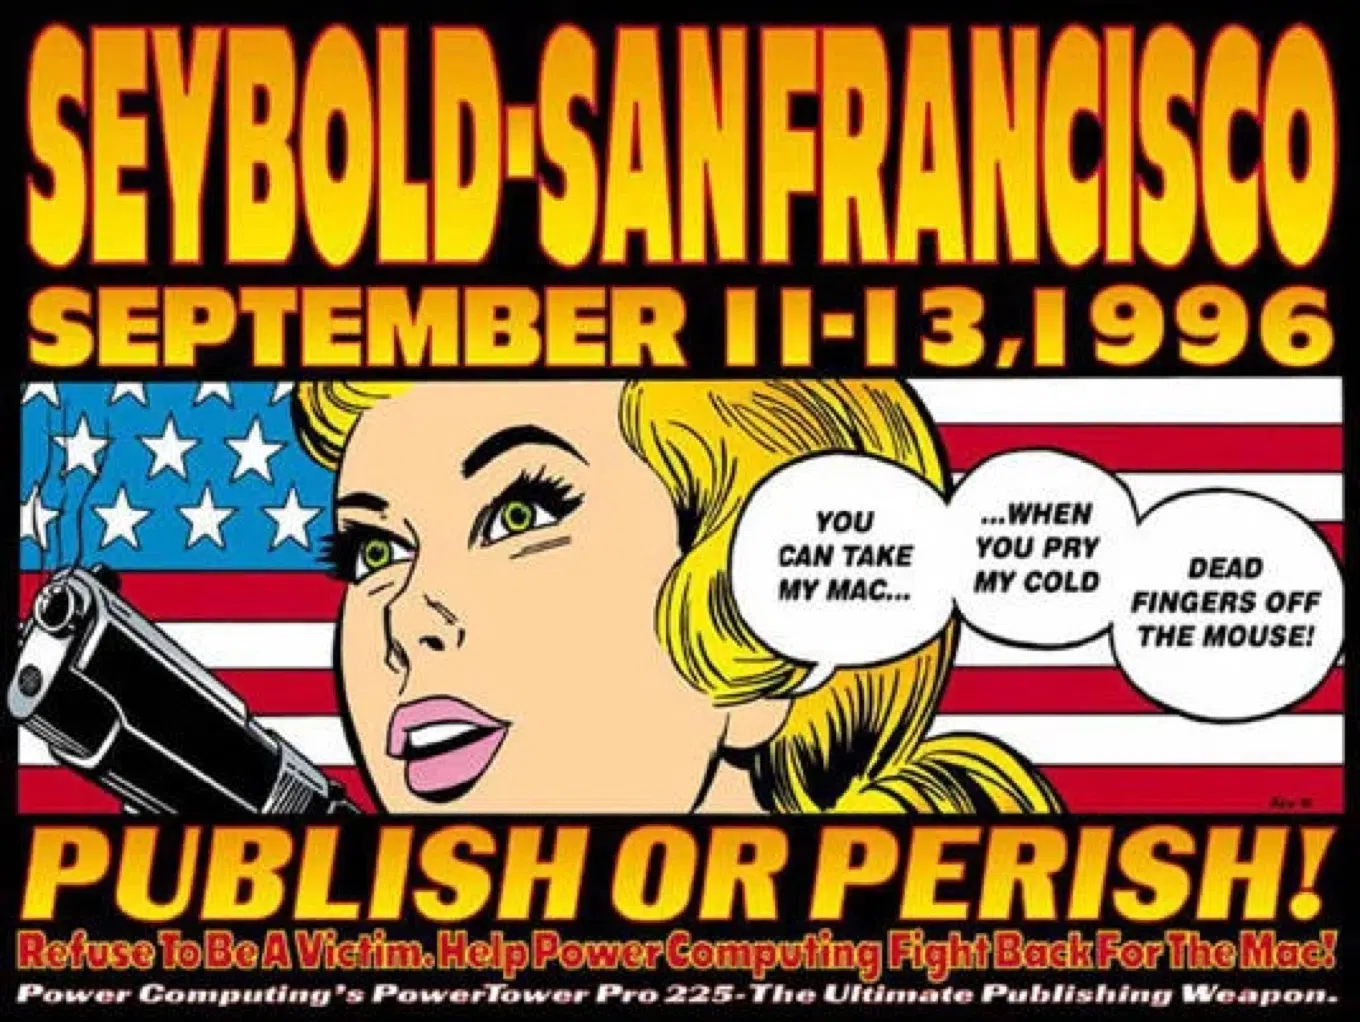 SEYBOLD-SAN FRANCISCO
SEPTEMBER 11-13, 1996
YOU
CAN TAKE
MY MAC...
...WHEN
YOU PRY
MY COLD
DEAD
FINGERS OFF
THE MOUSE!
PUBLISH OR PERISH!
Refuse To Be A Victim. Help Power Computing Fight Back For The Mac!
Power Computing's PowerTower Pro 225-The Ultimate Publishing Weapon.